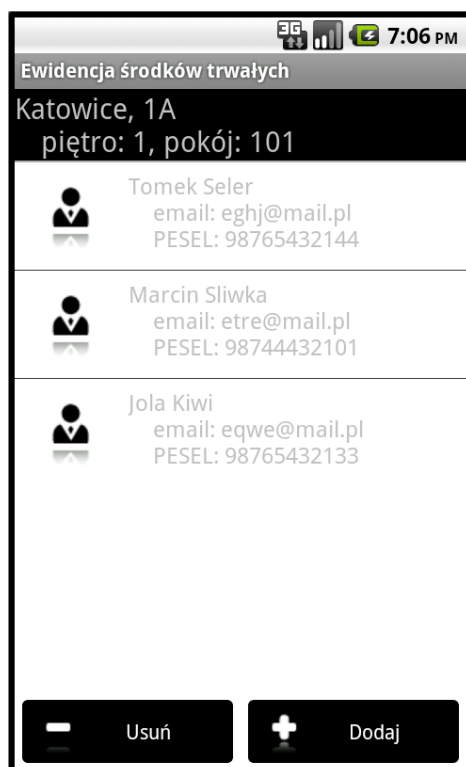 3G 7:06 PM
Ewidencja środków trwałych
Katowice, 1A
piętro: 1, pokój: 101
Tomek Seler
email: eghj@mail.pl
PESEL: 98765432144
Marcin Sliwka
email: etre@mail.pl
PESEL: 98744432101
Jola Kiwi
email: eqwe@mail.pl
PESEL: 98765432133
Usuń Dodaj